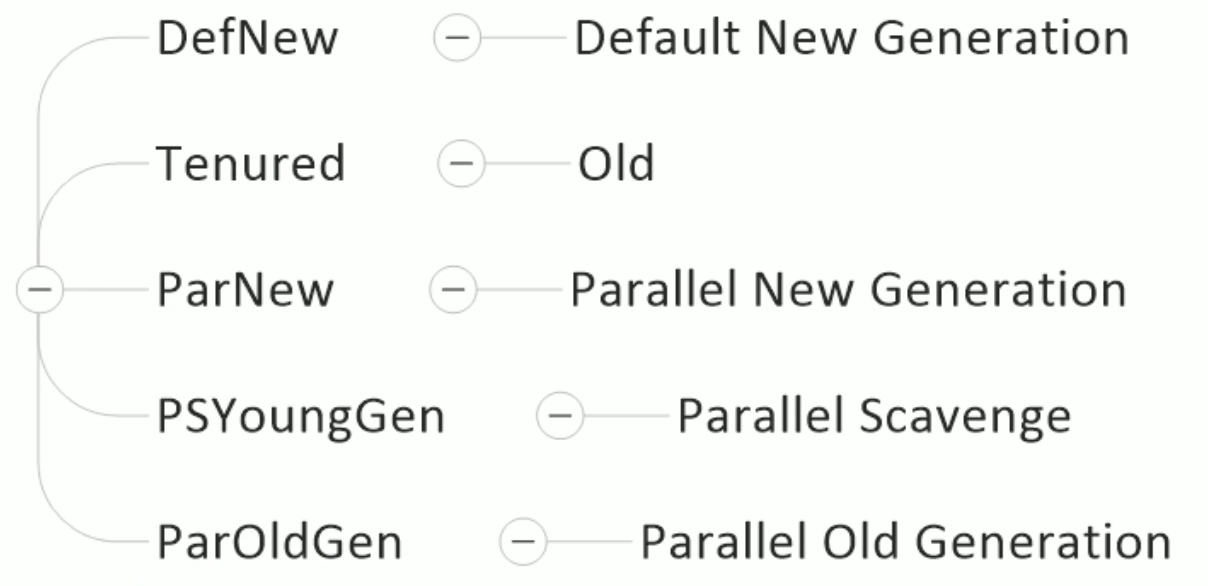 DefNew Default New Generation
Tenured Old
ParNew Parallel New Generation
PSYoungGen Parallel Scavenge
ParOldGen Parallel Old Generation